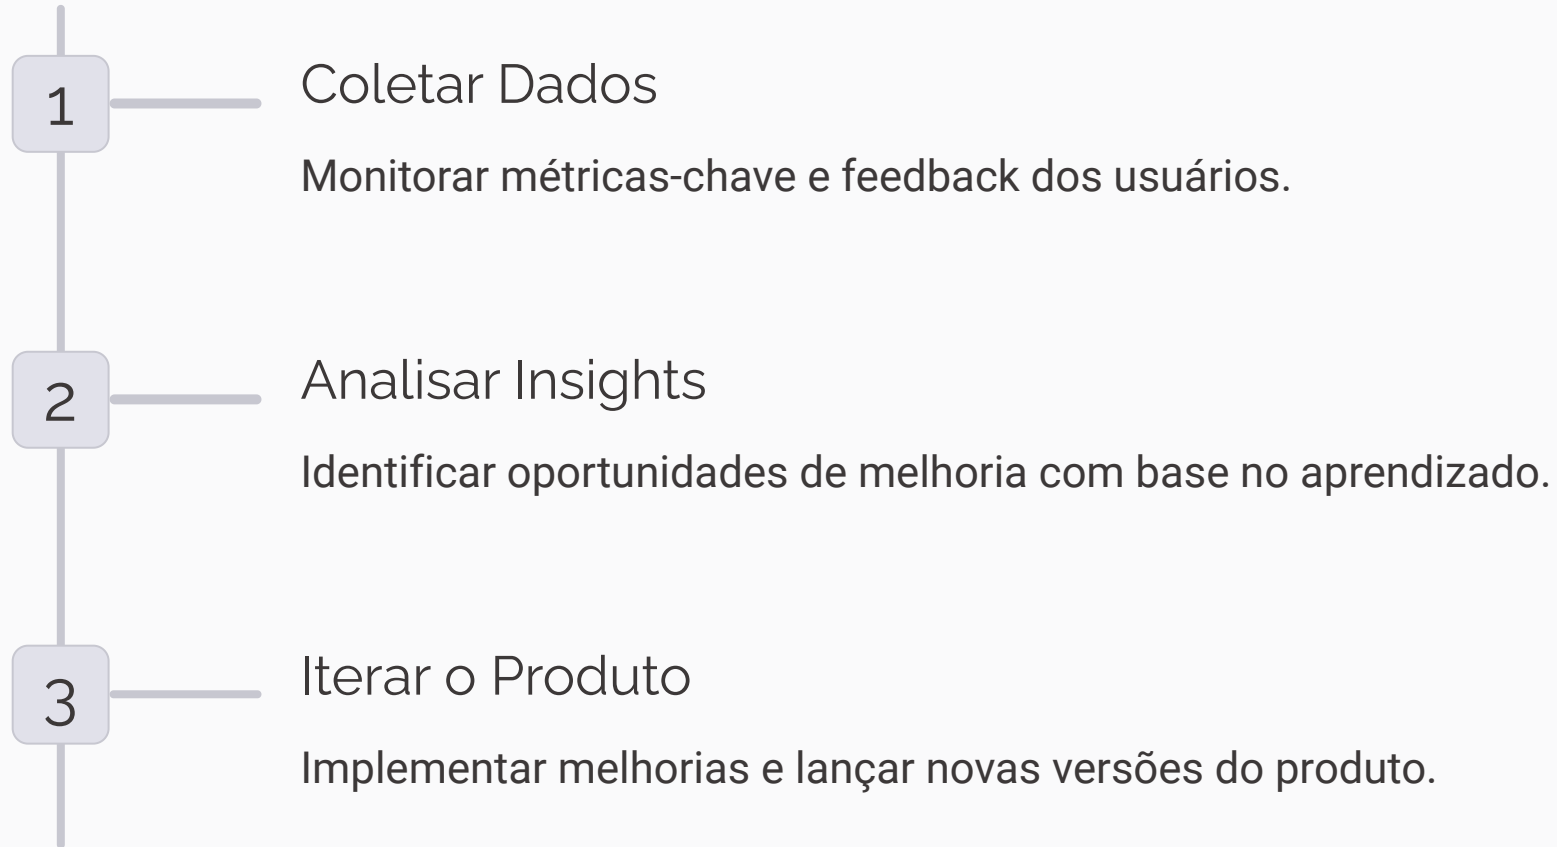 1
Coletar Dados
Monitorar métricas-chave e feedback dos usuários.
2
Analisar Insights
Identificar oportunidades de melhoria com base no aprendizado.
3
Iterar o Produto
Implementar melhorias e lançar novas versões do produto.